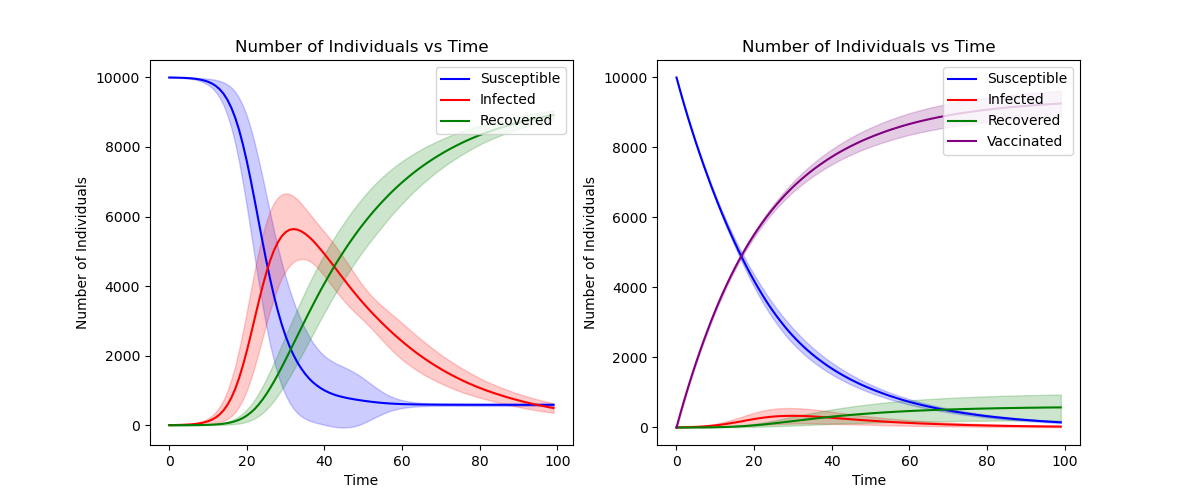 Number of Individuals vs Time
Number of Individuals
10000
8000
6000
4000
2000
0
0 20 40 60 80 100
Time
Susceptible
Infected
Recovered
Number of Individuals vs Time
Number of Individuals
10000
8000
6000
4000
2000
0
0 20 40 60 80 100
Time
Susceptible
Infected
Recovered
Vaccinated